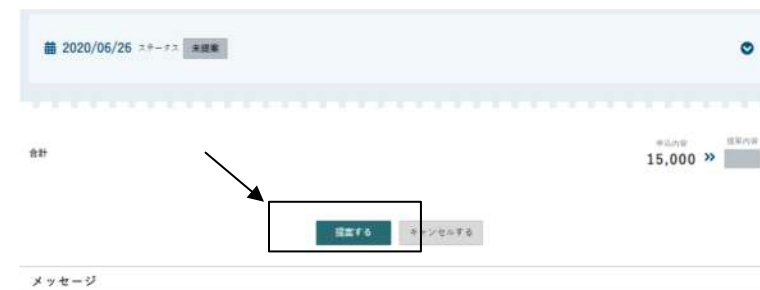 2020/06/26 ステータス 未提案
合計
申込内容 提案内容
15,000 »
提案する キャンセルする
メッセージ